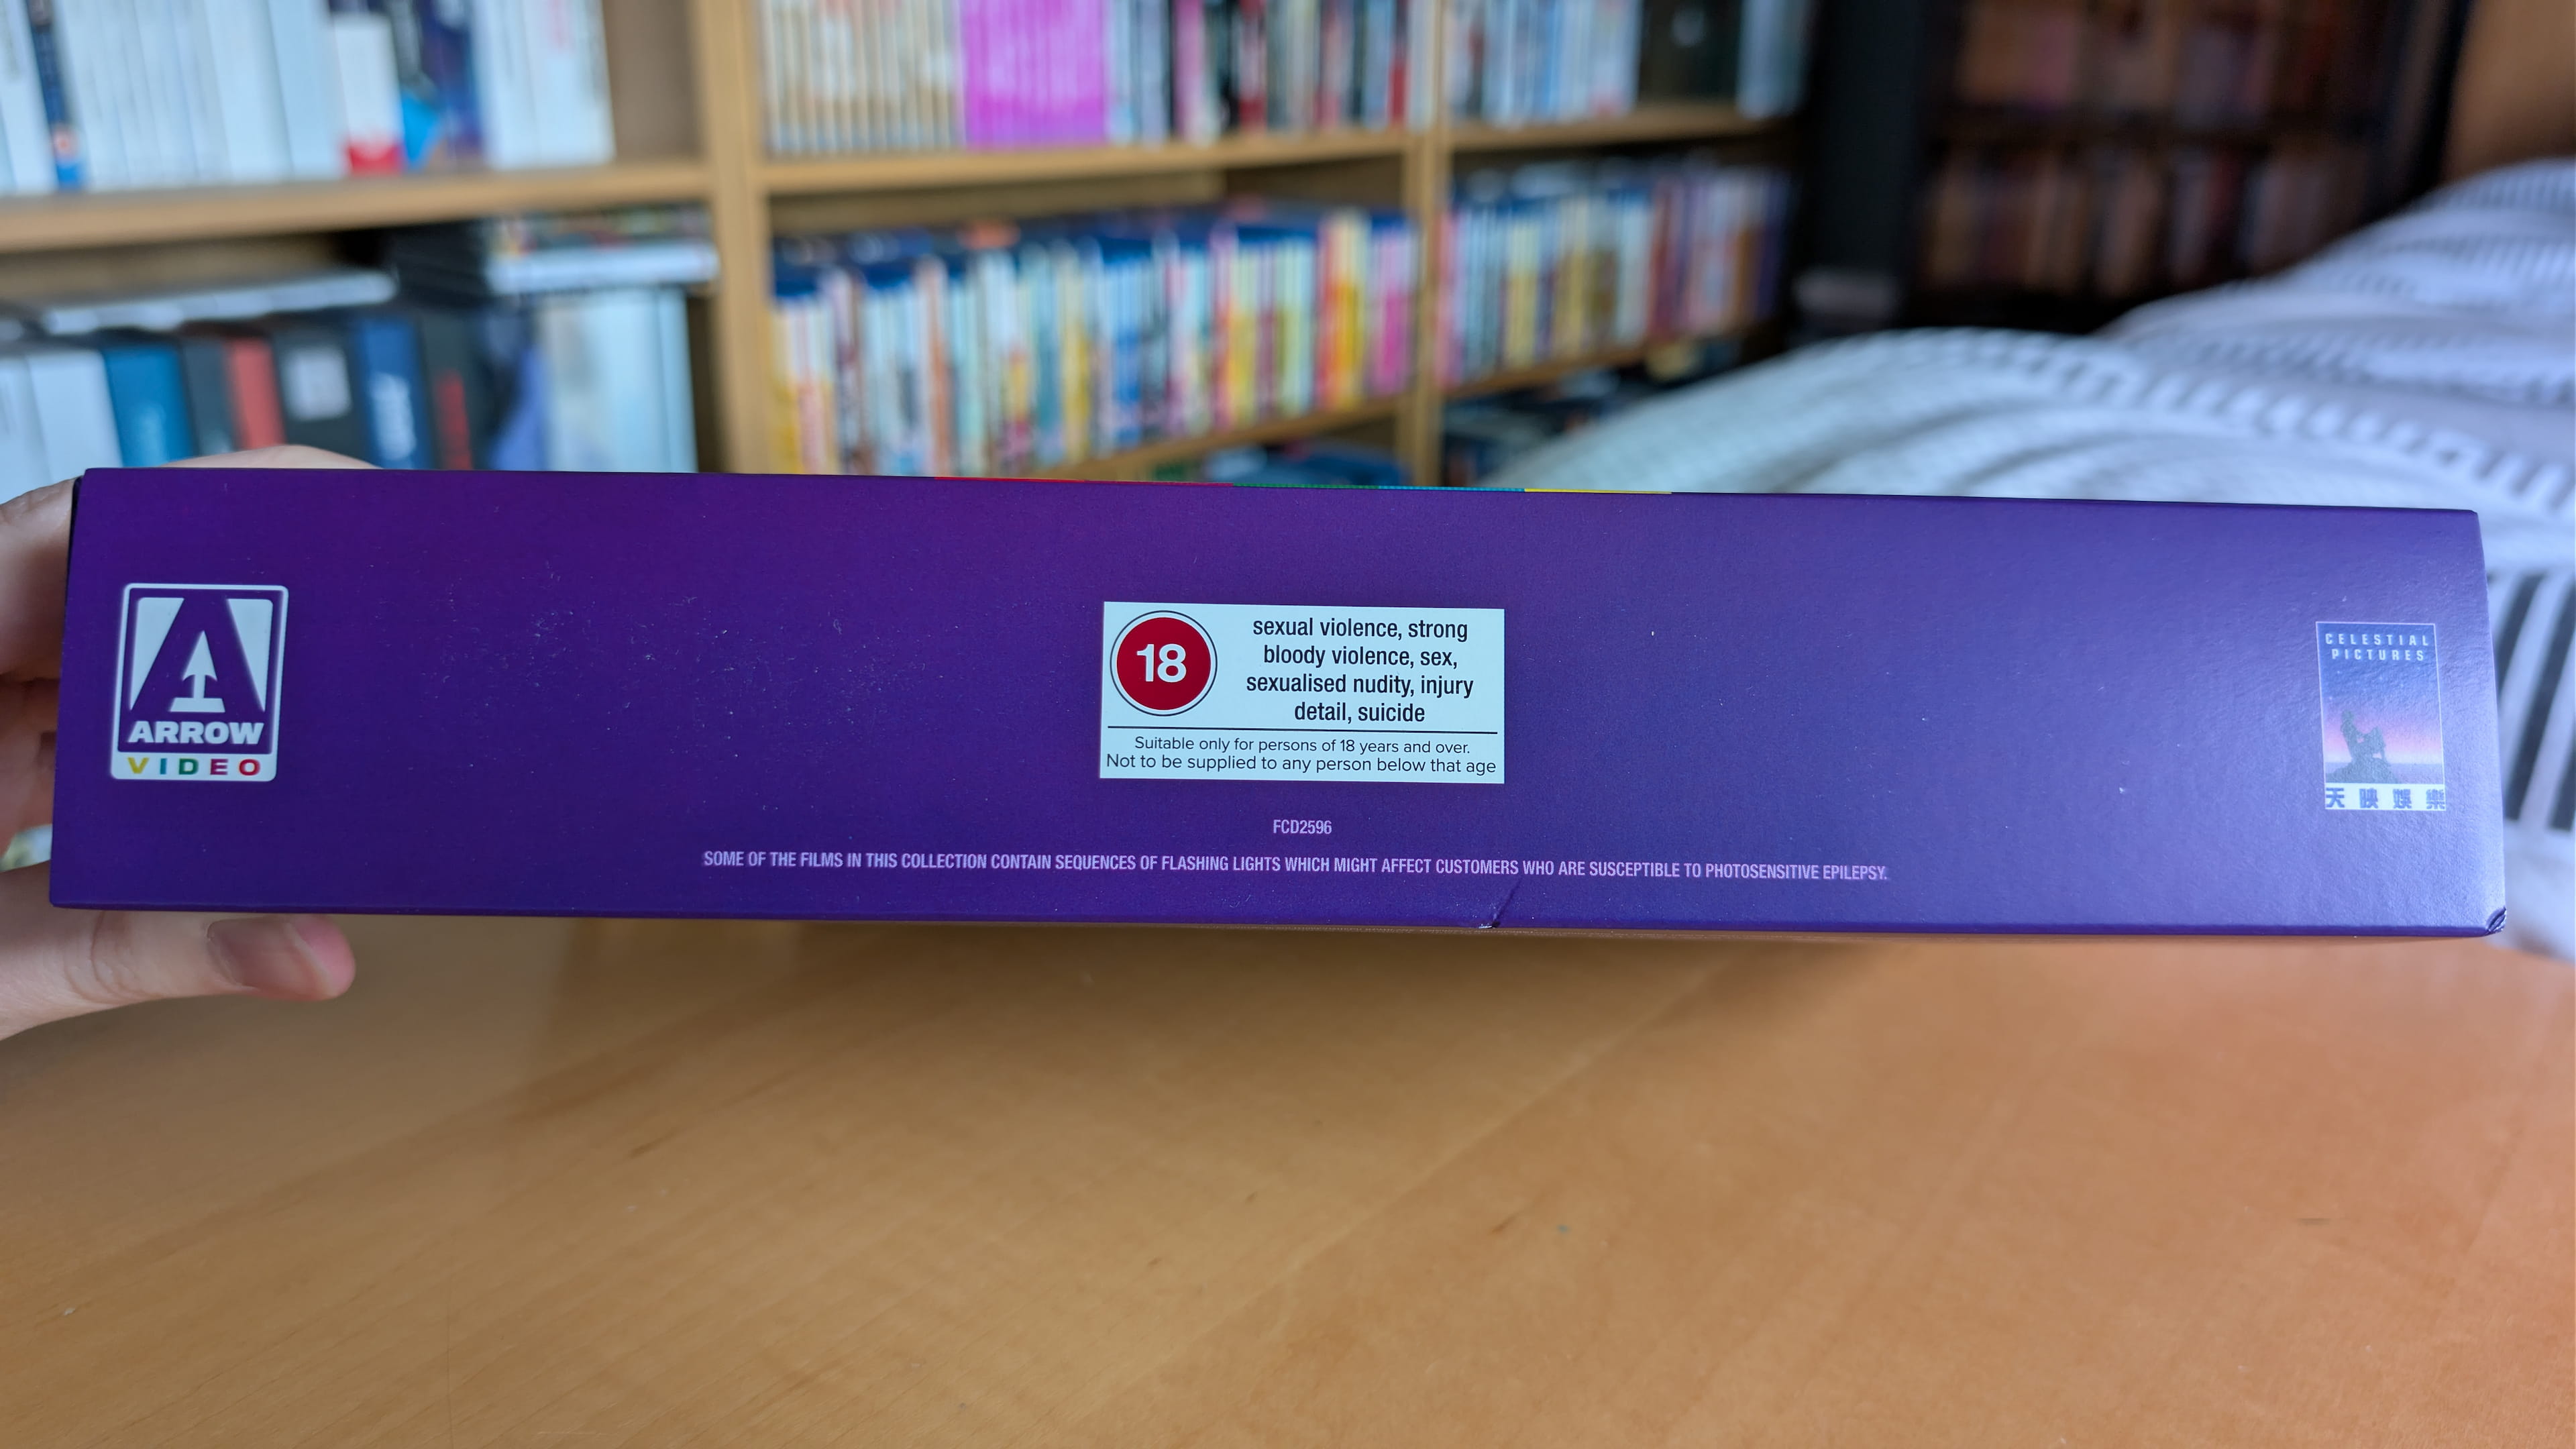 ARROW
VIDEO
18
sexual violence, strong
bloody violence, sex,
sexualised nudity, injury
detail, suicide
Suitable only for persons of 18 years and over.
Not to be supplied to any person below that age
FCD2596
SOME OF THE FILMS IN THIS COLLECTION CONTAIN SEQUENCES OF FLASHING LIGHTS WHICH MIGHT AFFECT CUSTOMERS WHO ARE SUSCEPTIBLE TO PHOTOSENSITIVE EPILEPSY.
CELESTIAL
PICTURES
天映娛樂